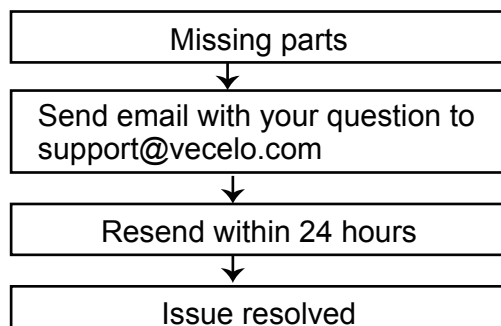 Missing parts
Send email with your question to
support@vecelo.com
Resend within 24 hours
Issue resolved